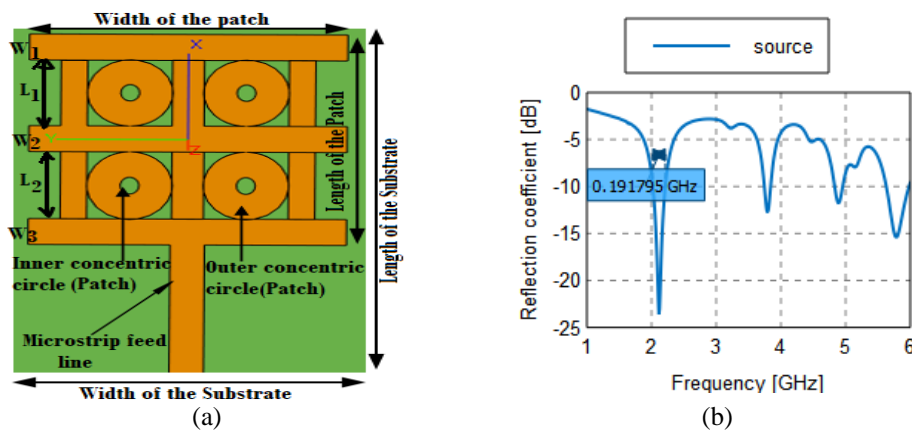 Width of the patch
W1
X
L1
Y
W2
Z
L2
W3
Length of the Patch
Length of the Substrate
Inner concentric
circle (Patch)
0uter concentric
circle(Patch)
Microstrip feed
line
Width of the Substrate
(a)
source
Reflection coefficient [dB]
0
-5
-10
-15
-20
-25
0.191795 GHz
1 2 3 4 5 6
Frequency [GHz]
(b)